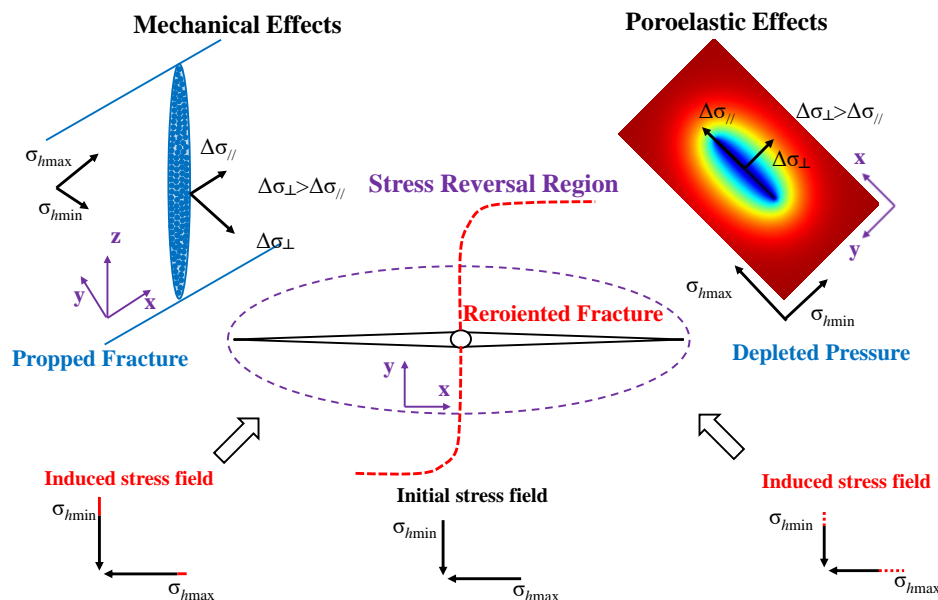 Mechanical Effects
Poroelastic Effects
σhmax
σhmin
Δσ//
Δσ⊥>Δσ//
Δσ⊥
z
y
x
Propped Fracture
Stress Reversal Region
Reroiented Fracture
y
x
Δσ//
Δσ⊥>Δσ//
Δσ⊥
x
y
σhmax
σhmin
Depleted Pressure
Induced stress field
σhmin
σhmax
Initial stress field
σhmin
σhmax
Induced stress field
σhmin
σhmax